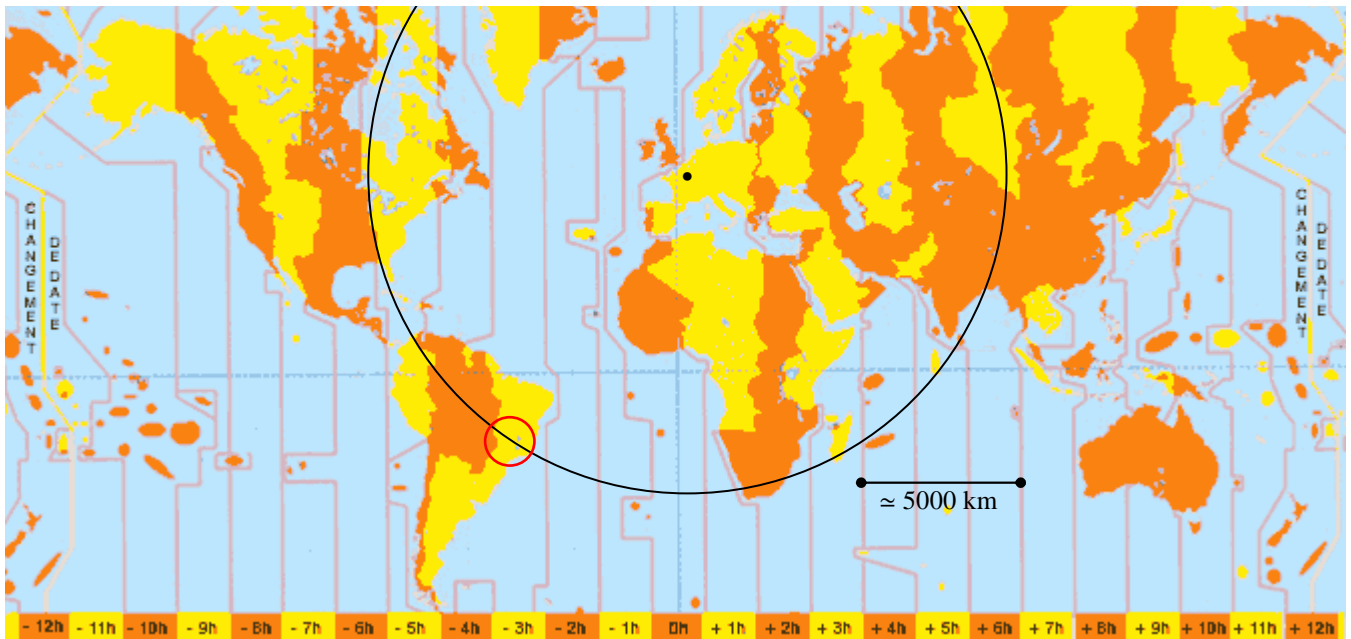 CHANGEMENT
DE DATE
CHANGEMENT
DE DATE
≃ 5000 km
- 12h - 11h - 10h - 9h - 8h - 7h - 6h - 5h - 4h - 3h - 2h - 1h 0H + 1h + 2h + 3h + 4h + 5h + 6h + 7h + 8h + 9h + 10h + 11h + 12h